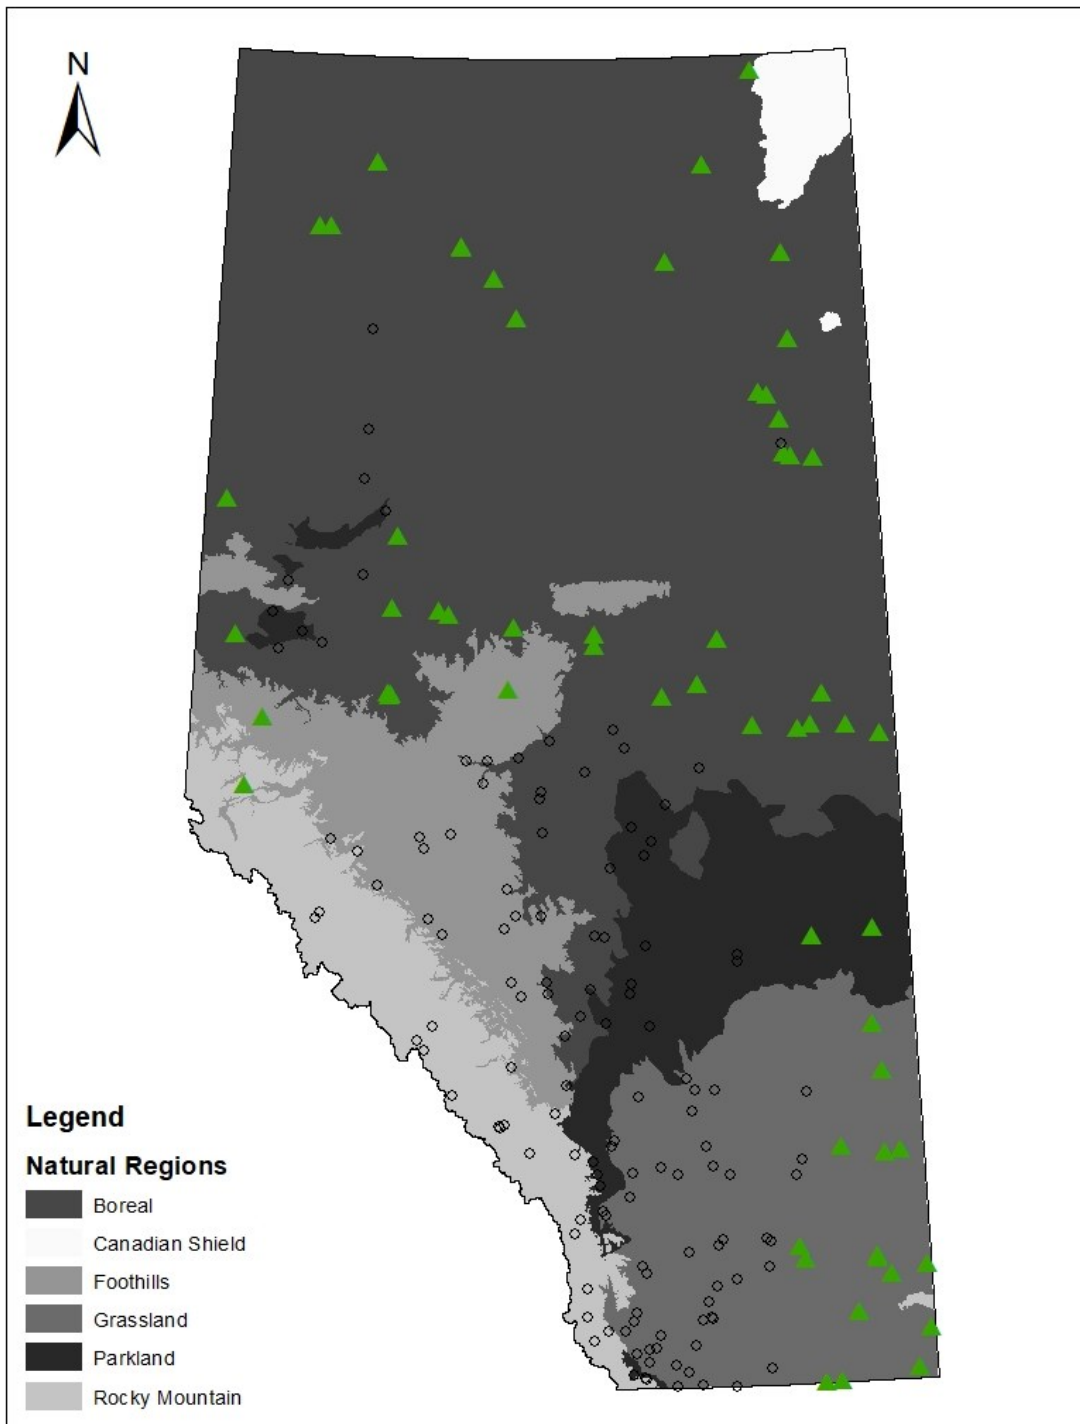 N
Legend
Natural Regions
Boreal
Canadian Shield
Foothills
Grassland
Parkland
Rocky Mountain